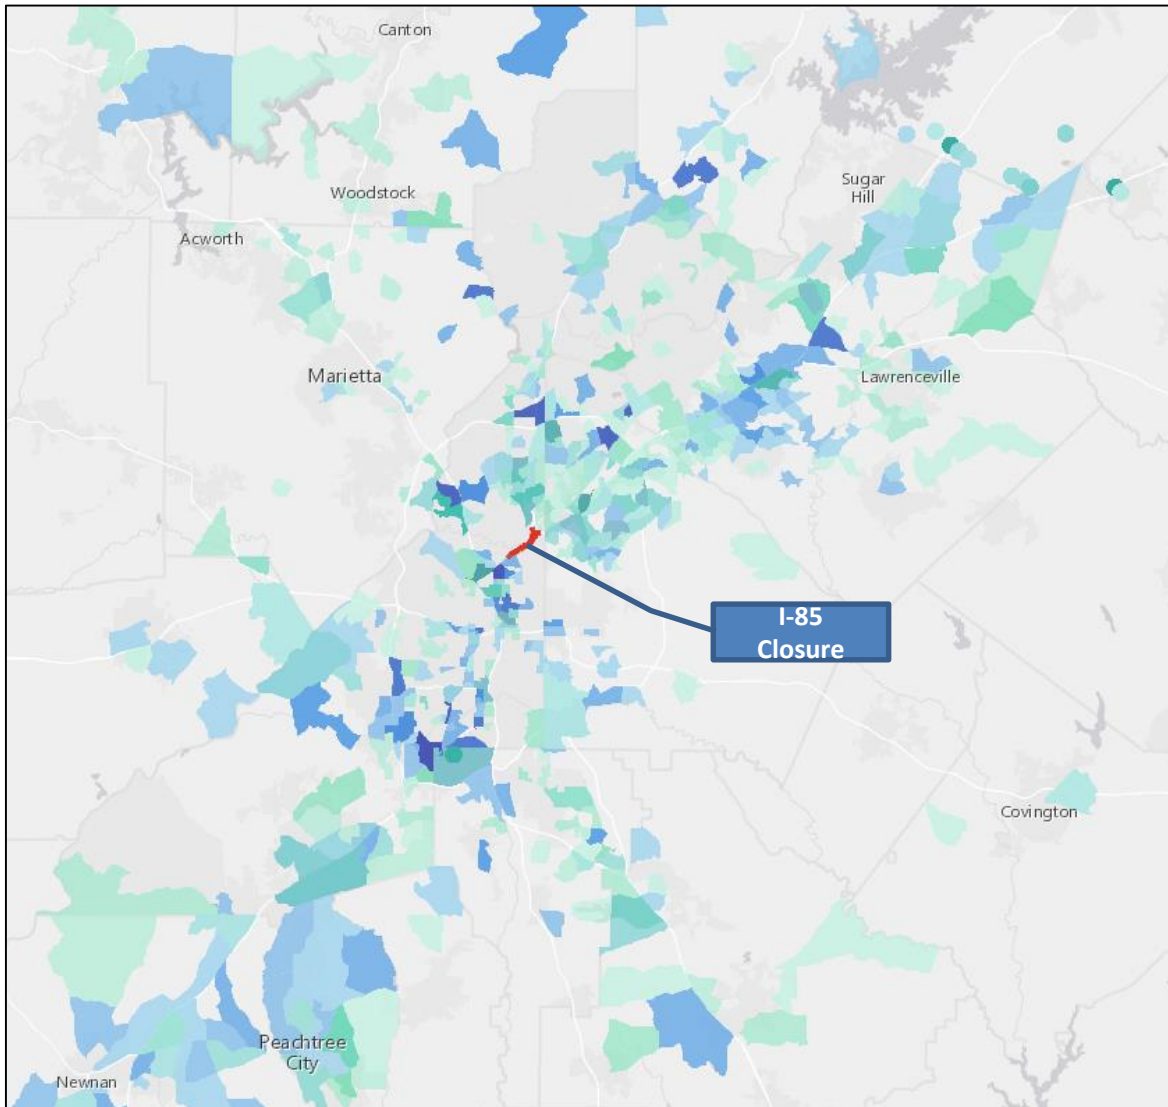 Canton
Woodstock
Sugar
Hill
Acworth
Marietta
Lawrenceville
I-85
Closure
Covington
Peachtree
City
Newnan